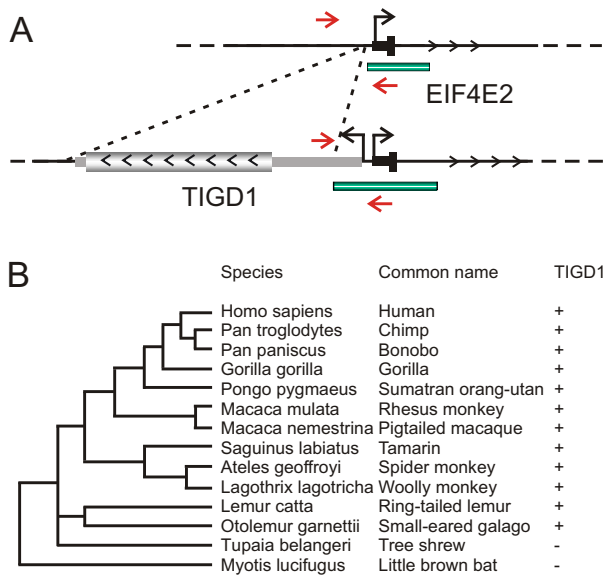 A
EIF4E2
TIGD1
B
Species Common name TIGD1
Homo sapiens Human +
Pan troglodytes Chimp +
Pan paniscus Bonobo +
Gorilla gorilla Gorilla +
Pongo pygmaeus Sumatran orang-utan +
Macaca mulata Rhesus monkey +
Macaca nemestrina Pigtailed macaque +
Saguinus labiatus Tamarin +
Ateles geoffroyi Spider monkey +
Lagothrix lagotricha Woolly monkey +
Lemur catta Ring-tailed lemur +
Otolemur garnettii Small-eared galago +
Tupaia belangeri Tree shrew -
Myotis lucifugus Little brown bat -